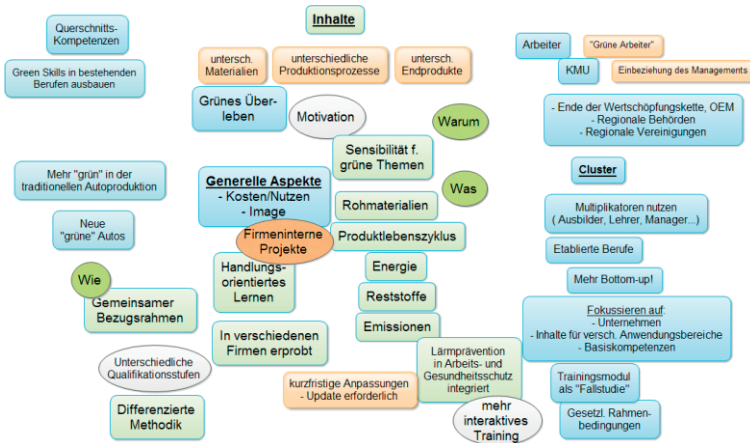 Inhalte
Querschnitts-
Kompetenzen
Green Skills in bestehenden
Berufen ausbauen
untersch.
Materialien
unterschiedliche
Produktionsprozesse
untersch.
Endprodukte
Arbeiter
"Grüne Arbeiter"
KMU
Einbeziehung des Managements
Grünes Über-
leben
Motivation
Warum
- Ende der Wertschöpfungskette, OEM
- Regionale Behörden
- Regionale Vereinigungen
Sensibilität f.
grüne Themen
Mehr "grün" in der
traditionellen Autoproduktion
Generelle Aspekte
- Kosten/Nutzen
- Image
Was
Cluster
Rohmaterialien
Multiplikatoren nutzen
( Ausbilder, Lehrer, Manager...)
Neue
"grüne" Autos
Firmeninterne
Projekte
Produktlebenszyklus
Etablierte Berufe
Wie
Handlungs-
orientiertes
Lernen
Energie
Mehr Bottom-up!
Gemeinsamer
Bezugsrahmen
Reststoffe
Fokussieren auf:
- Unternehmen
- Inhalte für versch. Anwendungsbereiche
- Basiskompetenzen
In verschiedenen
Firmen erprobt
Emissionen
Unterschiedliche
Qualifikationsstufen
Lärmprävention
in Arbeits- und
Gesundheitsschutz
integriert
kurzfristige Anpassungen
- Update erforderlich
Trainingsmodul
als "Fallstudie"
Differenzierte
Methodik
mehr
interaktives
Training
Gesetzl. Rahmen-
bedingungen